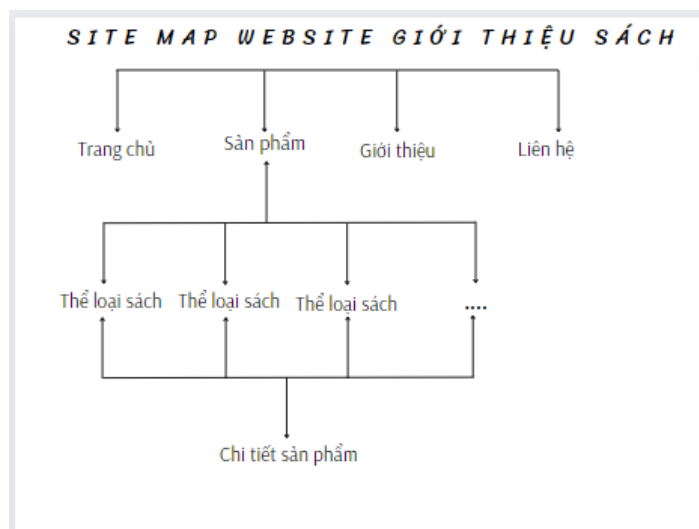 SITE MAP WEBSITE GIỚI THIỆU SÁCH
Trang chủ
Sản phẩm
Giới thiệu
Liên hệ
Thể loại sách
Thể loại sách
Thể loại sách
....
Chi tiết sản phẩm